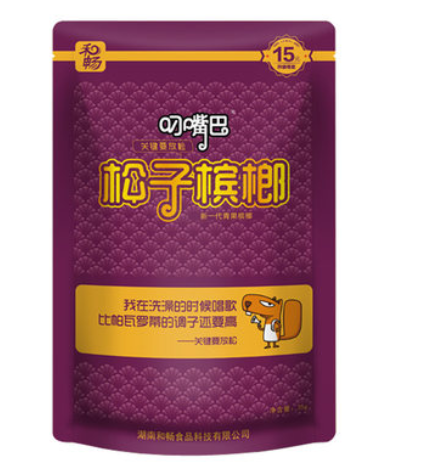 和畅
15元
叼嘴巴
关键要放松
松子槟榔
新一代青果槟榔
我在洗澡的时候唱歌
比帕瓦罗蒂的调子还要高
——关键要放松
湖南和畅食品科技有限公司